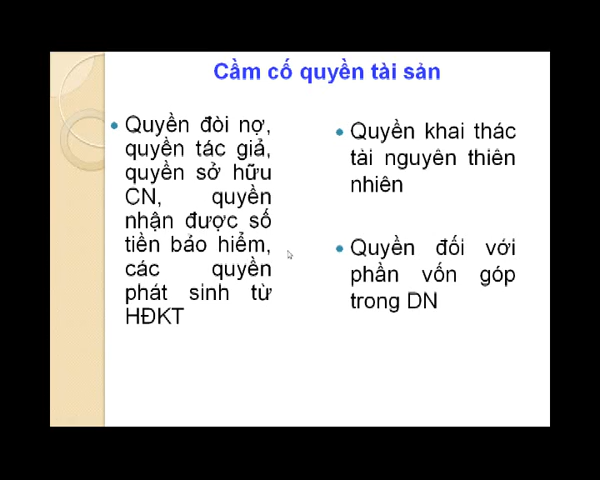 Cầm cố quyền tài sản
• Quyền đòi nợ,
quyền tác giả,
quyền sở hữu
CN, quyền
nhận được số
tiền bảo hiểm,
các quyền
phát sinh từ
HĐKT
• Quyền khai thác
tài nguyên thiên
nhiên
• Quyền đối với
phần vốn góp
trong DN